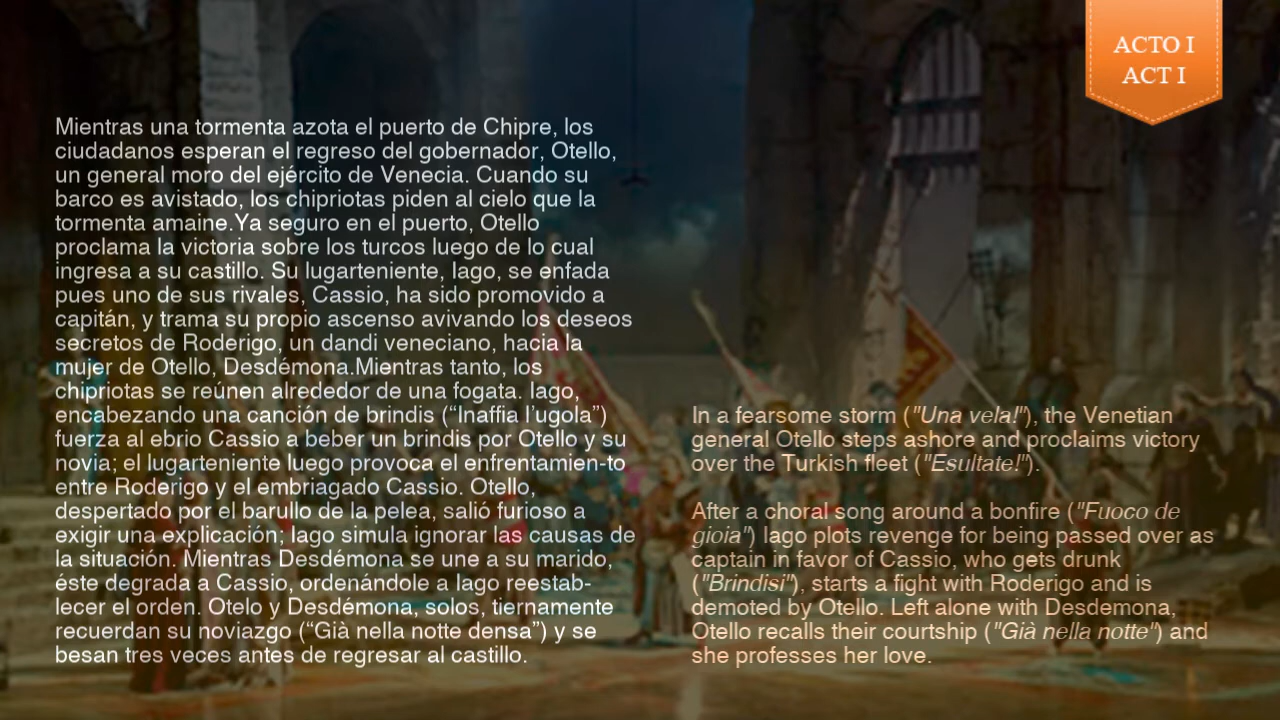 ACTO I
ACT I
Mientras una tormenta azota el puerto de Chipre, los
ciudadanos esperan el regreso del gobernador, Otello,
un general moro del ejército de Venecia. Cuando su
barco es avistado, los chipriotas piden al cielo que la
tormenta amaine.Ya seguro en el puerto, Otello
proclama la victoria sobre los turcos luego de lo cual
ingresa a su castillo. Su lugarteniente, Iago, se enfada
pues uno de sus rivales, Cassio, ha sido promovido a
capitán, y trama su propio ascenso avivando los deseos
secretos de Roderigo, un dandi veneciano, hacia la
mujer de Otello, Desdémona.Mientras tanto, los
chipriotas se reúnen alrededor de una fogata. Iago,
encabezando una canción de brindis (“Inaffia l’ugola”)
fuerza al ebrio Cassio a beber un brindis por Otello y su
novia; el lugarteniente luego provoca el enfrentamien-to
entre Roderigo y el embriagado Cassio. Otello,
despertado por el barullo de la pelea, salió furioso a
exigir una explicación; Iago simula ignorar las causas de
la situación. Mientras Desdémona se une a su marido,
éste degrada a Cassio, ordenándole a Iago reestab-
lecer el orden. Otelo y Desdémona, solos, tiernamente
recuerdan su noviazgo (“Già nella notte densa”) y se
besan tres veces antes de regresar al castillo.
In a fearsome storm ("Una vela!"), the Venetian
general Otello steps ashore and proclaims victory
over the Turkish fleet ("Esultate!").
After a choral song around a bonfire ("Fuoco de
gioia") Iago plots revenge for being passed over as
captain in favor of Cassio, who gets drunk
("Brindisi"), starts a fight with Roderigo and is
demoted by Otello. Left alone with Desdemona,
Otello recalls their courtship ("Già nella notte") and
she professes her love.